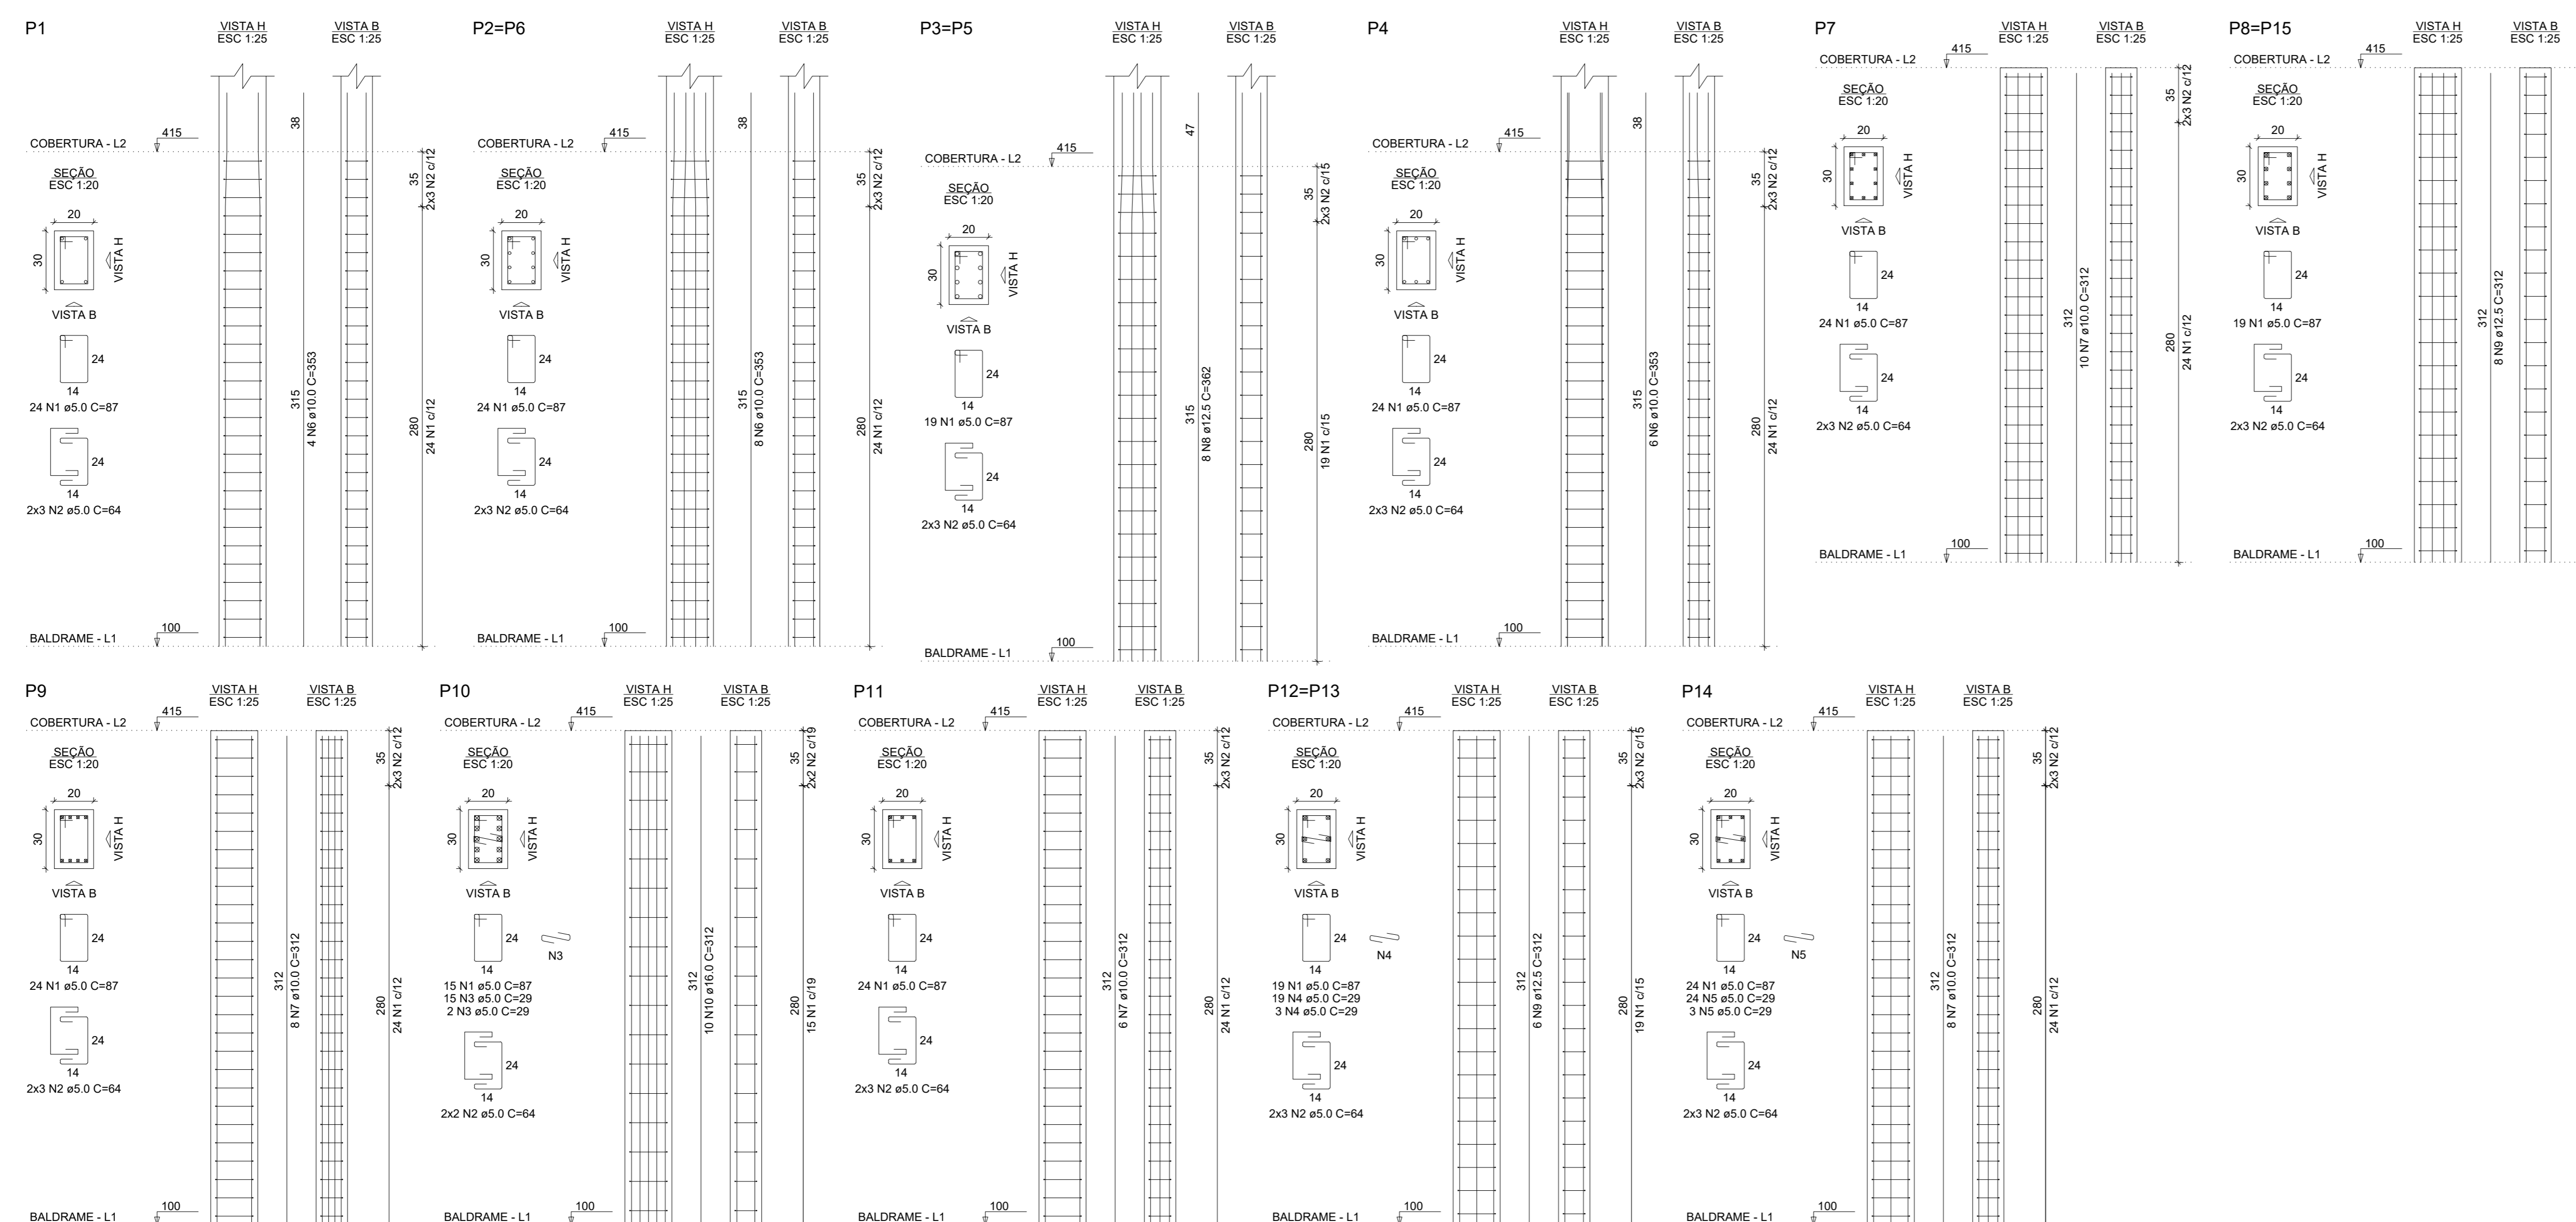 P1
VISTA H
ESC 1:25
VISTA B
ESC 1:25
COBERTURA - L2
415
SEÇÃO
ESC 1:20
20
30
VISTA H
VISTA B
24
14
24 N1 ø5.0 C=87
24
14
2x3 N2 ø5.0 C=64
BALDRAME - L1
100
38
315
4 N6 ø10.0 C=353
35
2x3 N2 c/12
280
24 N1 c/12
P2=P6
VISTA H
ESC 1:25
VISTA B
ESC 1:25
COBERTURA - L2
415
SEÇÃO
ESC 1:20
20
30
VISTA H
VISTA B
24
14
24 N1 ø5.0 C=87
24
14
2x3 N2 ø5.0 C=64
BALDRAME - L1
100
38
315
8 N6 ø10.0 C=353
35
2x3 N2 c/12
280
24 N1 c/12
P3=P5
VISTA H
ESC 1:25
VISTA B
ESC 1:25
COBERTURA - L2
415
SEÇÃO
ESC 1:20
20
30
VISTA H
VISTA B
24
14
19 N1 ø5.0 C=87
24
14
2x3 N2 ø5.0 C=64
BALDRAME - L1
100
47
315
8 N8 ø12.5 C=362
35
2x3 N2 c/15
280
19 N1 c/15
P4
VISTA H
ESC 1:25
VISTA B
ESC 1:25
COBERTURA - L2
415
SEÇÃO
ESC 1:20
20
30
VISTA H
VISTA B
24
14
24 N1 ø5.0 C=87
24
14
2x3 N2 ø5.0 C=64
BALDRAME - L1
100
38
315
6 N6 ø10.0 C=353
35
2x3 N2 c/12
280
24 N1 c/12
P7
VISTA H
ESC 1:25
VISTA B
ESC 1:25
COBERTURA - L2
415
SEÇÃO
ESC 1:20
20
30
VISTA H
VISTA B
24
14
24 N1 ø5.0 C=87
24
14
2x3 N2 ø5.0 C=64
BALDRAME - L1
100
312
10 N7 ø10.0 C=312
35
2x3 N2 c/12
280
24 N1 c/12
P8=P15
VISTA H
ESC 1:25
VISTA B
ESC 1:25
COBERTURA - L2
415
SEÇÃO
ESC 1:20
20
30
VISTA H
VISTA B
24
14
19 N1 ø5.0 C=87
24
14
2x3 N2 ø5.0 C=64
BALDRAME - L1
100
312
8 N9 ø12.5 C=312
P9
VISTA H
ESC 1:25
VISTA B
ESC 1:25
COBERTURA - L2
415
SEÇÃO
ESC 1:20
20
30
VISTA H
VISTA B
24
14
24 N1 ø5.0 C=87
24
14
2x3 N2 ø5.0 C=64
BALDRAME - L1
100
312
8 N7 ø10.0 C=312
35
2x3 N2 c/12
280
24 N1 c/12
P10
VISTA H
ESC 1:25
VISTA B
ESC 1:25
COBERTURA - L2
415
SEÇÃO
ESC 1:20
20
30
VISTA H
VISTA B
24
N3
14
15 N1 ø5.0 C=87
15 N3 ø5.0 C=29
2 N3 ø5.0 C=29
24
14
2x2 N2 ø5.0 C=64
BALDRAME - L1
100
312
10 N10 ø16.0 C=312
35
2x2 N2 c/19
280
15 N1 c/19
P11
VISTA H
ESC 1:25
VISTA B
ESC 1:25
COBERTURA - L2
415
SEÇÃO
ESC 1:20
20
30
VISTA H
VISTA B
24
14
24 N1 ø5.0 C=87
24
14
2x3 N2 ø5.0 C=64
BALDRAME - L1
100
312
6 N7 ø10.0 C=312
35
2x3 N2 c/12
280
24 N1 c/12
P12=P13
VISTA H
ESC 1:25
VISTA B
ESC 1:25
COBERTURA - L2
415
SEÇÃO
ESC 1:20
20
30
VISTA H
VISTA B
24
N4
14
19 N1 ø5.0 C=87
19 N4 ø5.0 C=29
3 N4 ø5.0 C=29
24
14
2x3 N2 ø5.0 C=64
BALDRAME - L1
100
312
6 N9 ø12.5 C=312
35
2x3 N2 c/15
280
19 N1 c/15
P14
VISTA H
ESC 1:25
VISTA B
ESC 1:25
COBERTURA - L2
415
SEÇÃO
ESC 1:20
20
30
VISTA H
VISTA B
24
N5
14
24 N1 ø5.0 C=87
24 N5 ø5.0 C=29
3 N5 ø5.0 C=29
24
14
2x3 N2 ø5.0 C=64
BALDRAME - L1
100
312
8 N7 ø10.0 C=312
35
2x3 N2 c/12
280
24 N1 c/12